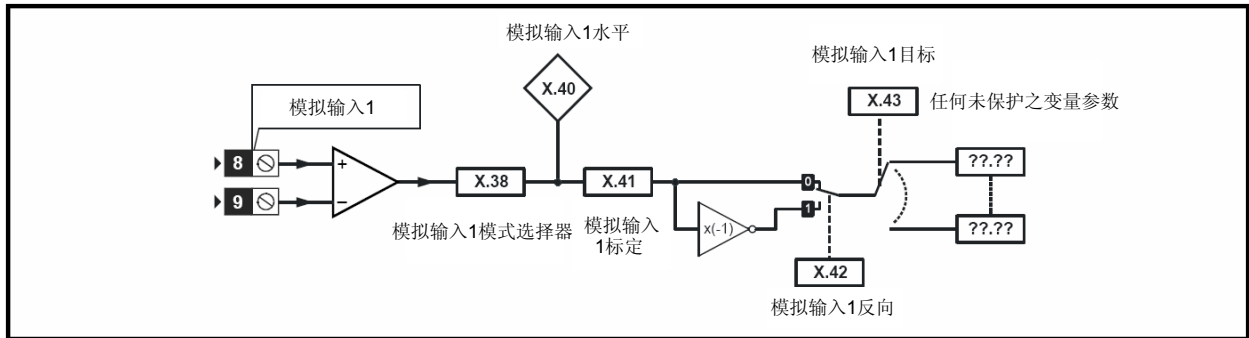 模拟输入1水平
模拟输入1目标
X.40
X.43
任何未保护之变量参数
模拟输入1
8
+
X.38
X.41
0
??.??
9
−
1
模拟输入1模式选择器
模拟输入
1标定
x(-1)
??.??
X.42
模拟输入1反向